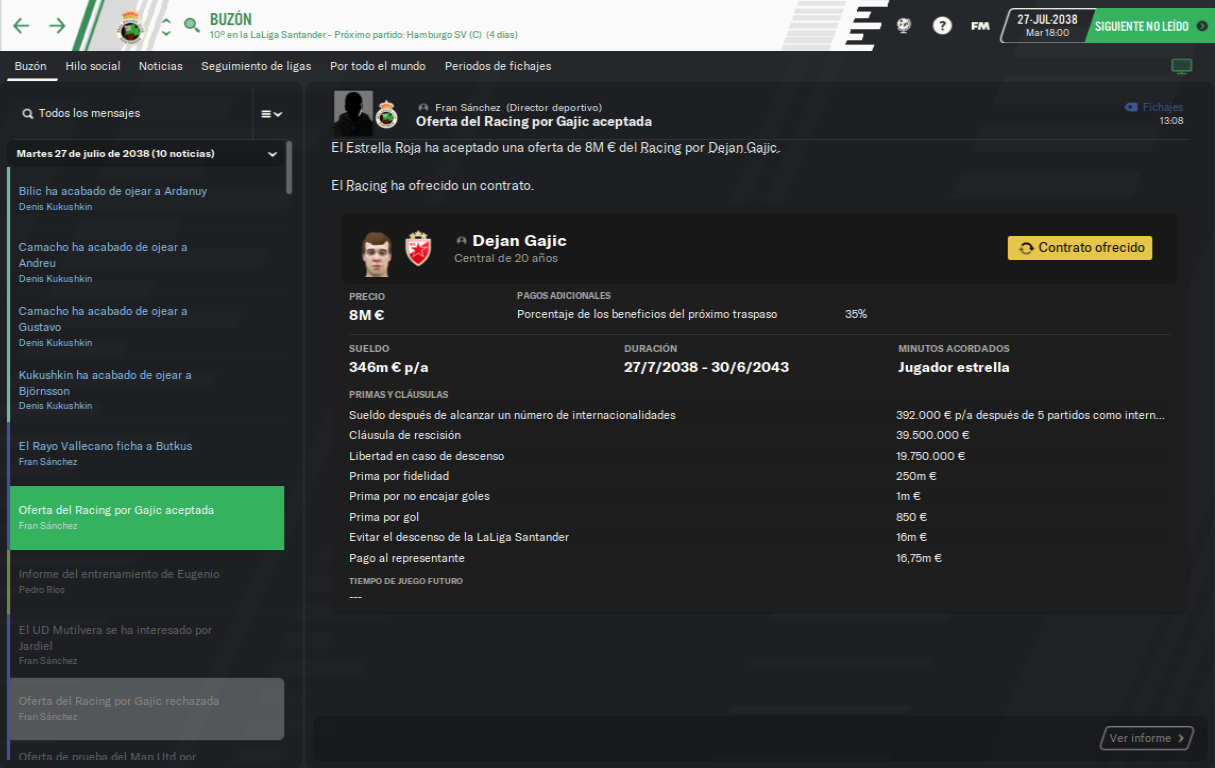 BUZÓN
10º en la LaLiga Santander - Próximo partido: Hamburgo SV (C) (4 días)
FM
27-JUL-2038
Mar 18:00
SIGUIENTE NO LEÍDO
Buzón Hilo social Noticias Seguimiento de ligas Por todo el mundo Periodos de fichajes
Todos los mensajes
Martes 27 de julio de 2038 (10 noticias)
Bilic ha acabado de ojear a Ardanuy
Denis Kukushkin
Camacho ha acabado de ojear a
Andreu
Denis Kukushkin
Camacho ha acabado de ojear a
Gustavo
Denis Kukushkin
Kukushkin ha acabado de ojear a
Björnsson
Denis Kukushkin
El Rayo Vallecano ficha a Butkus
Fran Sánchez
Oferta del Racing por Gajic aceptada
Fran Sánchez
Informe del entrenamiento de Eugenio
Pedro Rios
El UD Mutilvera se ha interesado por
Jardiel
Fran Sánchez
Oferta del Racing por Gajic rechazada
Fran Sánchez
Oferta de prueba del Man Utd por
Fran Sánchez (Director deportivo)
Oferta del Racing por Gajic aceptada
Fichajes
13:08
El Estrella Roja ha aceptado una oferta de 8M € del Racing por Dejan Gajic.
El Racing ha ofrecido un contrato.
Dejan Gajic
Central de 20 años
Contrato ofrecido
PRECIO
8M €
PAGOS ADICIONALES
Porcentaje de los beneficios del próximo traspaso 35%
SUELDO
346m € p/a
DURACIÓN
27/7/2038 - 30/6/2043
MINUTOS ACORDADOS
Jugador estrella
PRIMAS Y CLÁUSULAS
Sueldo después de alcanzar un número de internacionalidades 392.000 € p/a después de 5 partidos como intern...
Cláusula de rescisión 39.500.000 €
Libertad en caso de descenso 19.750.000 €
Prima por fidelidad 250m €
Prima por no encajar goles 1m €
Prima por gol 850 €
Evitar el descenso de la LaLiga Santander 16m €
Pago al representante 16,75m €
TIEMPO DE JUEGO FUTURO
---
Ver informe